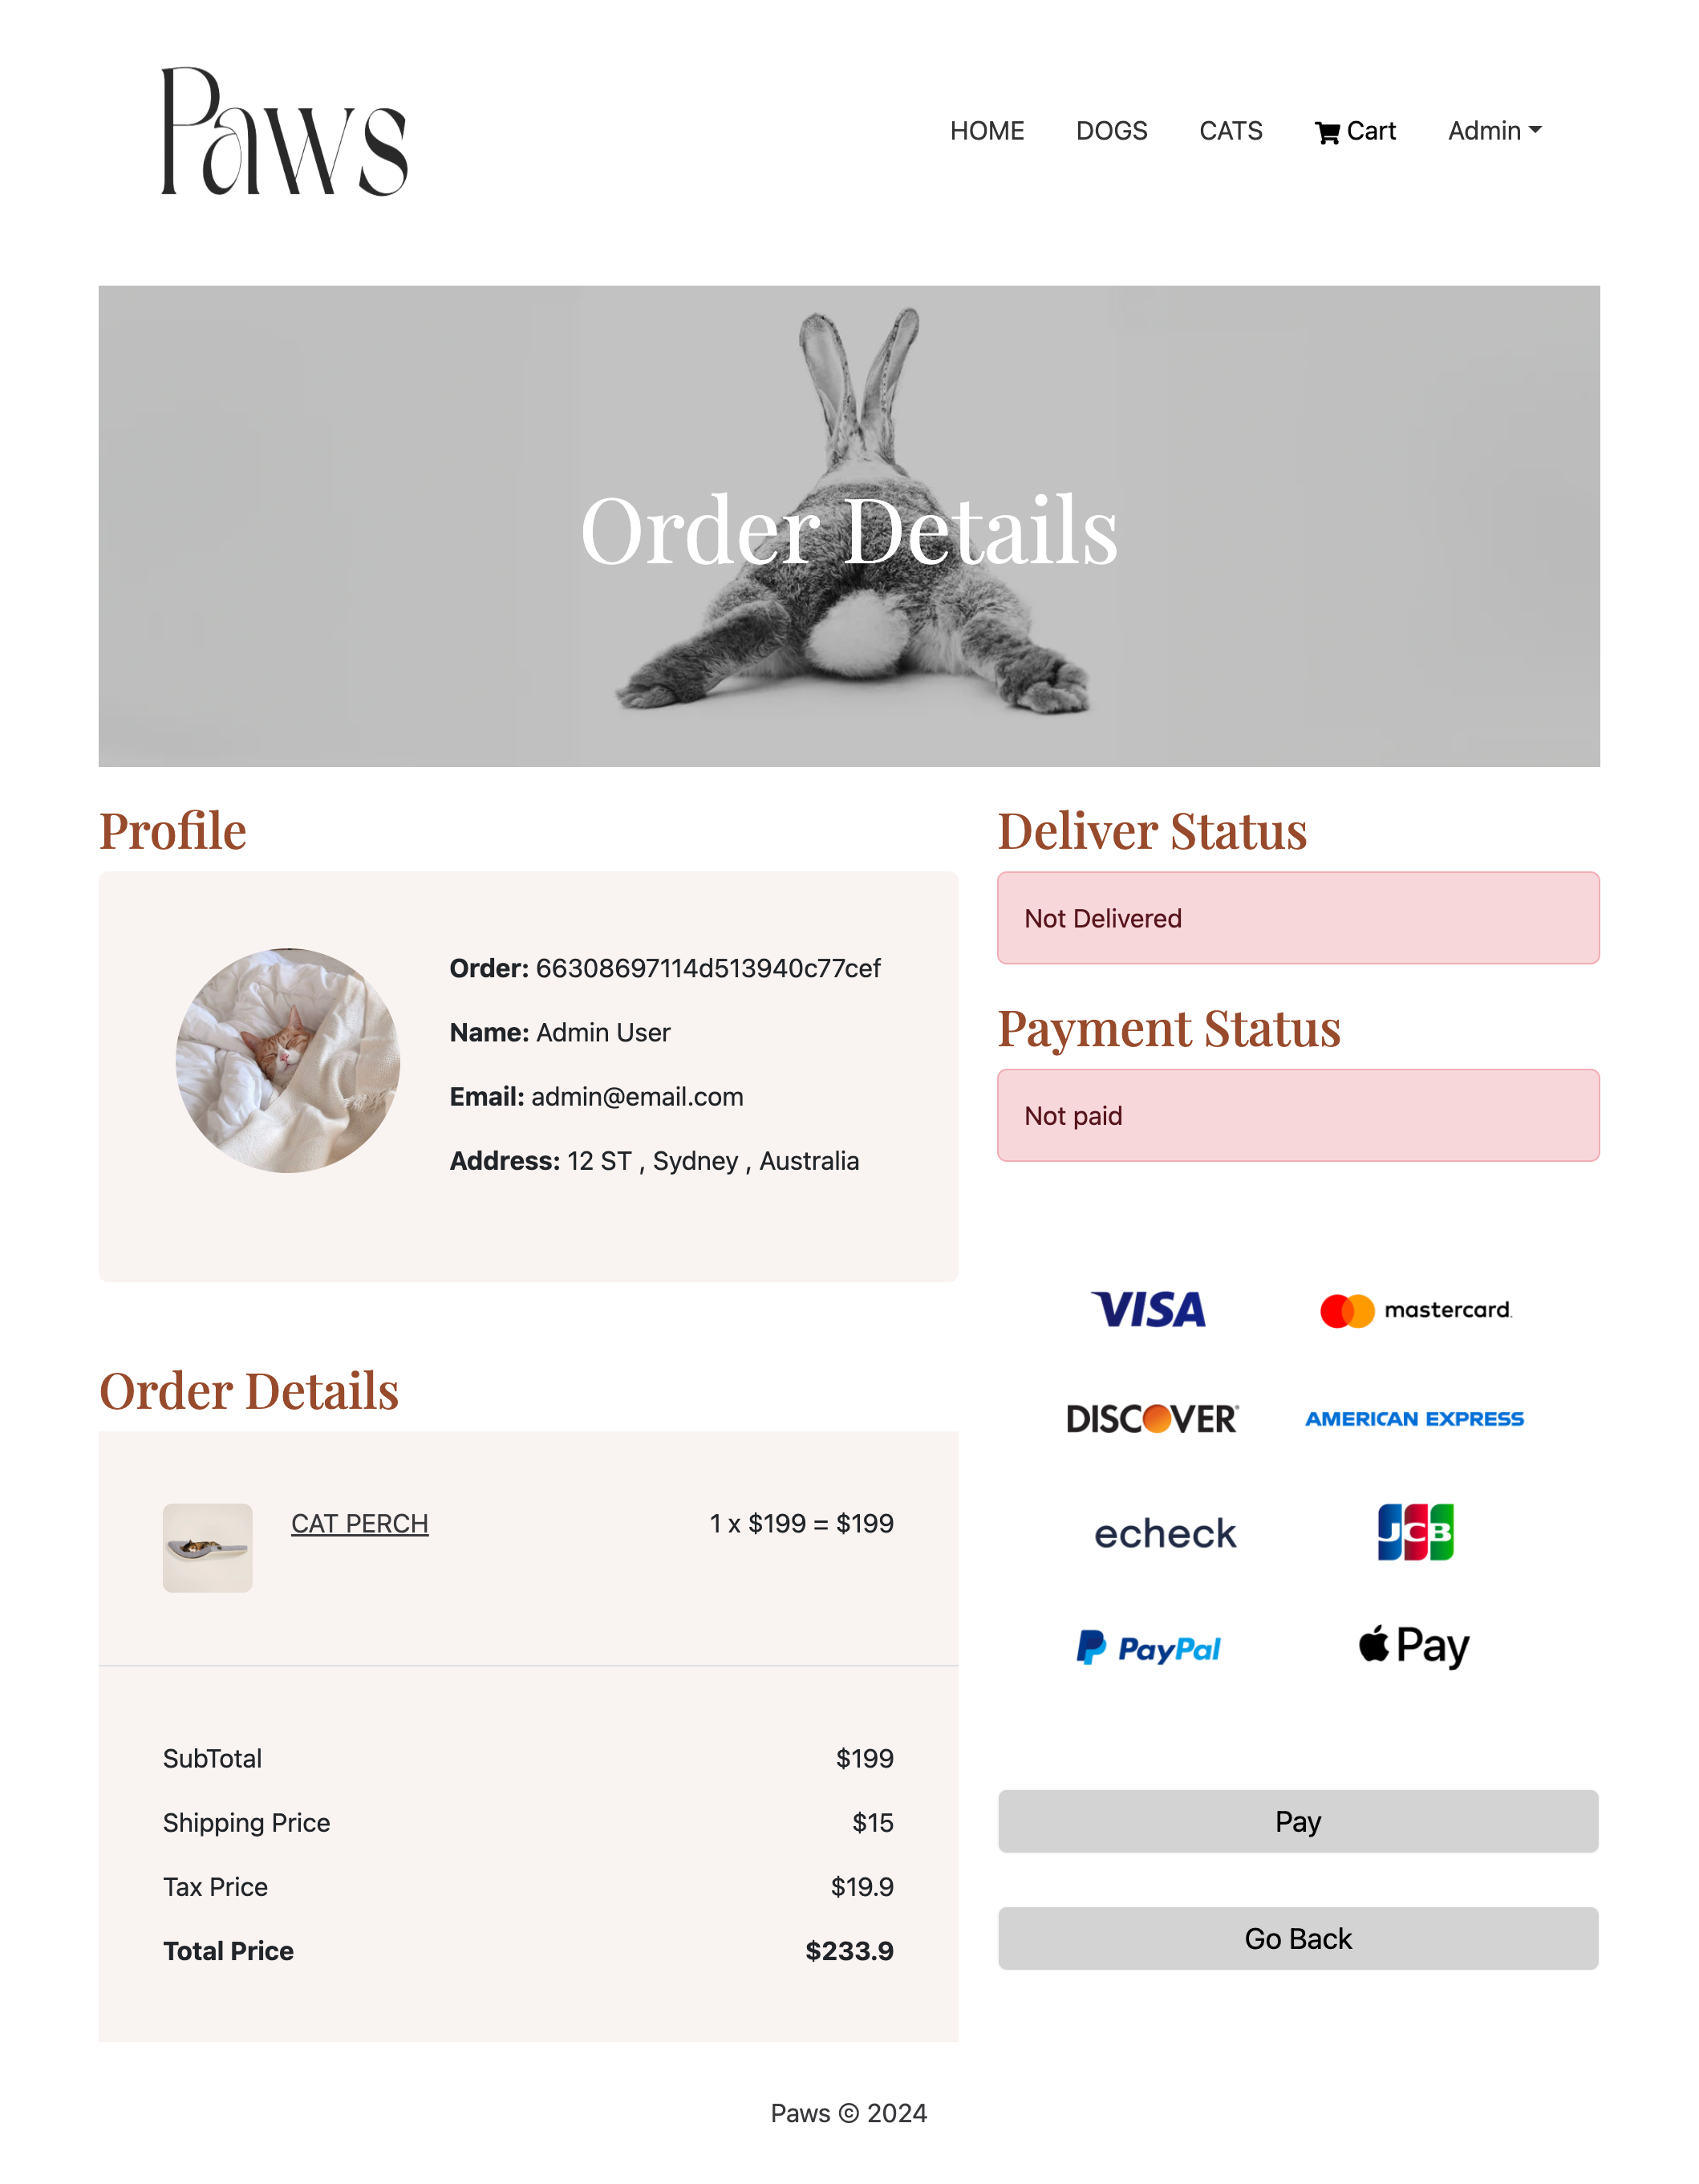 Paws
HOME DOGS CATS Cart Admin
Order Details
Profile
Order: 66308697114d513940c77cef
Name: Admin User
Email: admin@email.com
Address: 12 ST , Sydney , Australia
Deliver Status
Not Delivered
Payment Status
Not paid
VISA mastercard.
DISCOVER AMERICAN EXPRESS
echeck JCB
PayPal Pay
Order Details
CAT PERCH 1 x $199 = $199
SubTotal $199
Shipping Price $15
Tax Price $19.9
Total Price $233.9
Pay
Go Back
Paws © 2024